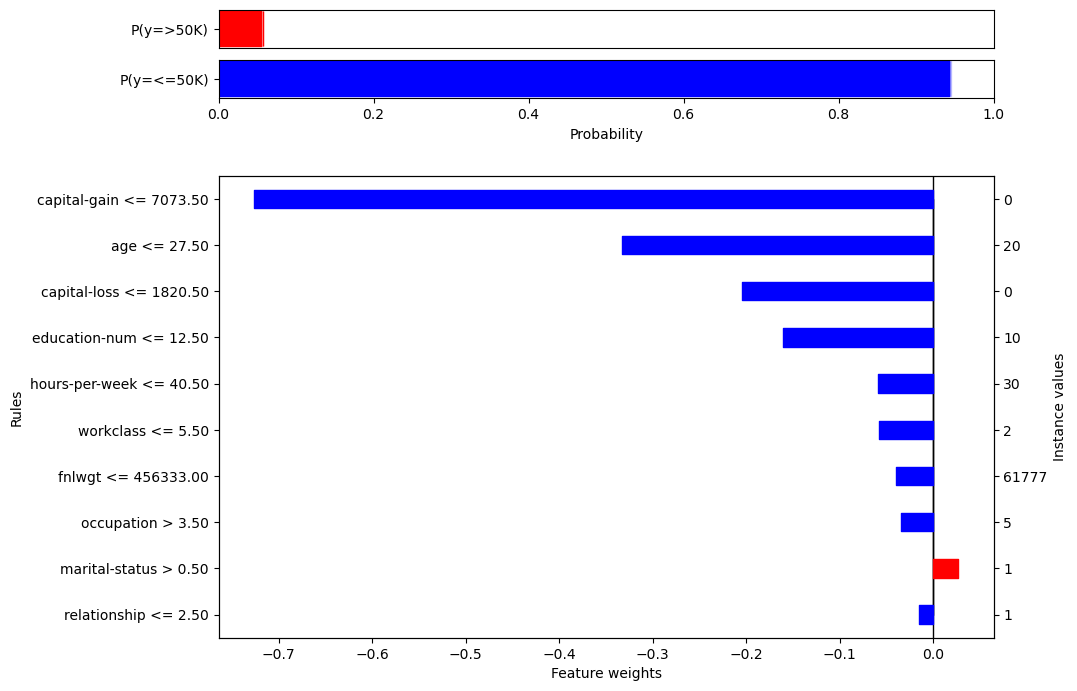 P(y=>50K)
P(y=<=50K)
0.0 0.2 0.4 0.6 0.8 1.0
Probability
capital-gain <= 7073.50 0
age <= 27.50 20
capital-loss <= 1820.50 0
education-num <= 12.50 10
hours-per-week <= 40.50 30
workclass <= 5.50 2
fnlwgt <= 456333.00 61777
occupation > 3.50 5
marital-status > 0.50 1
relationship <= 2.50 1
Rules
Instance values
−0.7 −0.6 −0.5 −0.4 −0.3 −0.2 −0.1 0.0
Feature weights